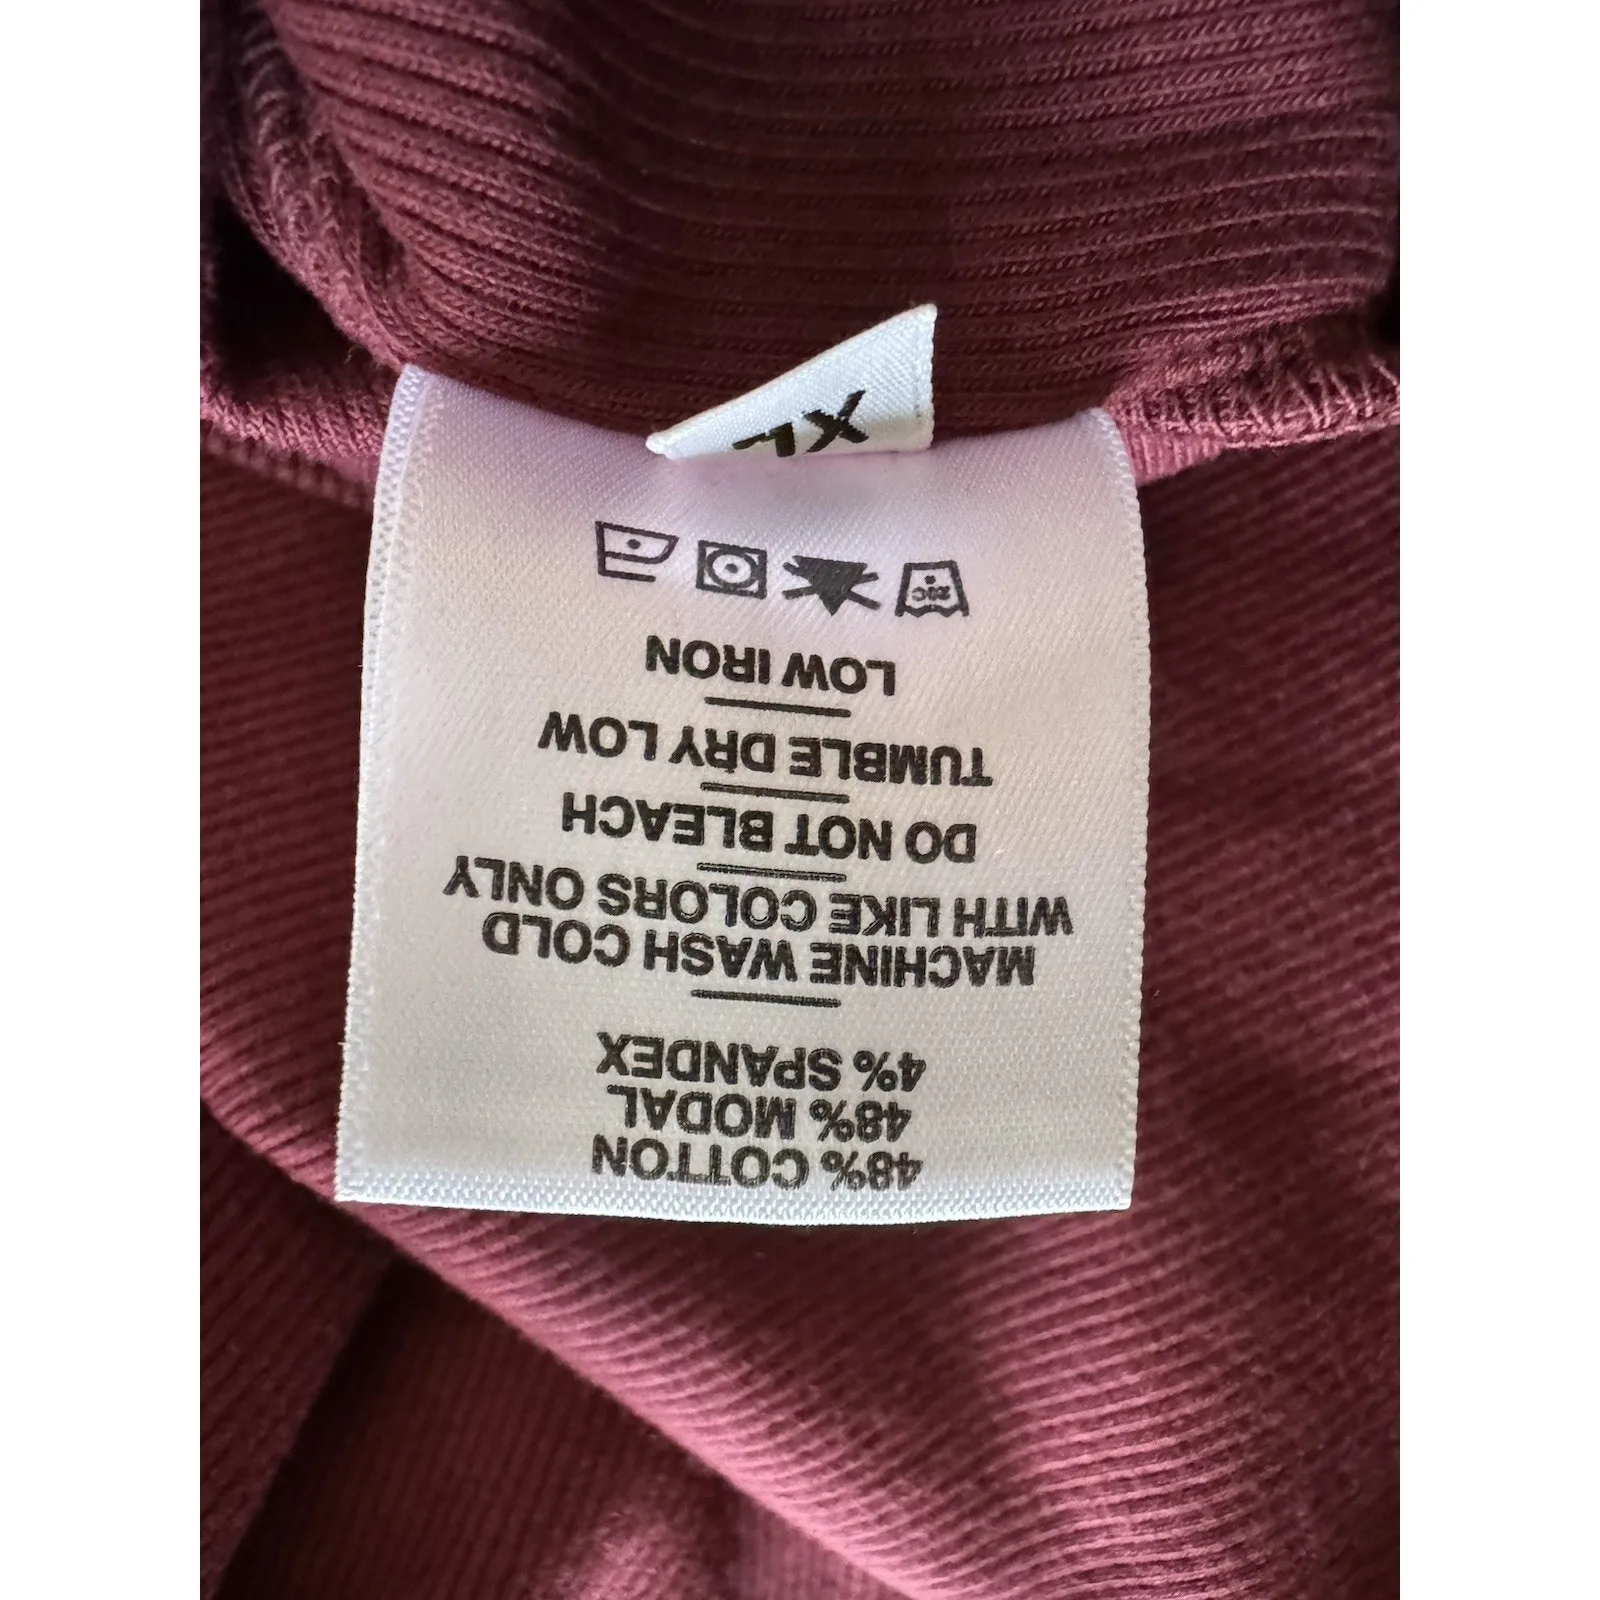 48% COTTON
48% MODAL
4% SPANDEX
MACHINE WASH COLD
WITH LIKE COLORS ONLY
DO NOT BLEACH
TUMBLE DRY LOW
LOW IRON
XL